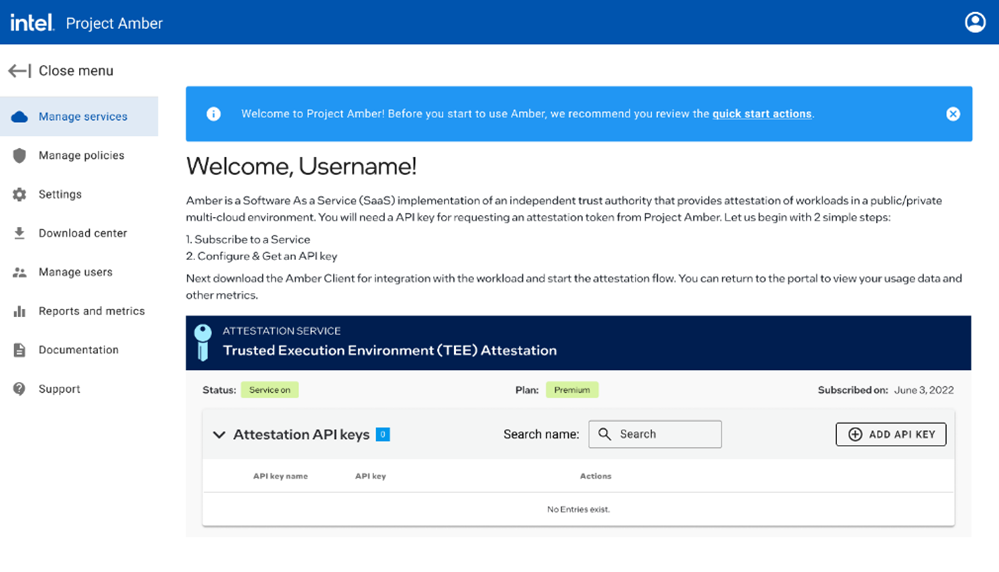 intel. Project Amber
Close menu
Manage services
Manage policies
Settings
Download center
Manage users
Reports and metrics
Documentation
Support
Welcome to Project Amber! Before you start to use Amber, we recommend you review the quick start actions.
Welcome, Username!
Amber is a Software As a Service (SaaS) implementation of an independent trust authority that provides attestation of workloads in a public/private
multi-cloud environment. You will need a API key for requesting an attestation token from Project Amber. Let us begin with 2 simple steps:
1. Subscribe to a Service
2. Configure & Get an API key
Next download the Amber Client for integration with the workload and start the attestation flow. You can return to the portal to view your usage data and
other metrics.
ATTESTATION SERVICE
Trusted Execution Environment (TEE) Attestation
Status: Service on Plan: Premium Subscribed on: June 3, 2022
Attestation API keys 0 Search name: Search ADD API KEY
API key name API key Actions
No Entries exist.